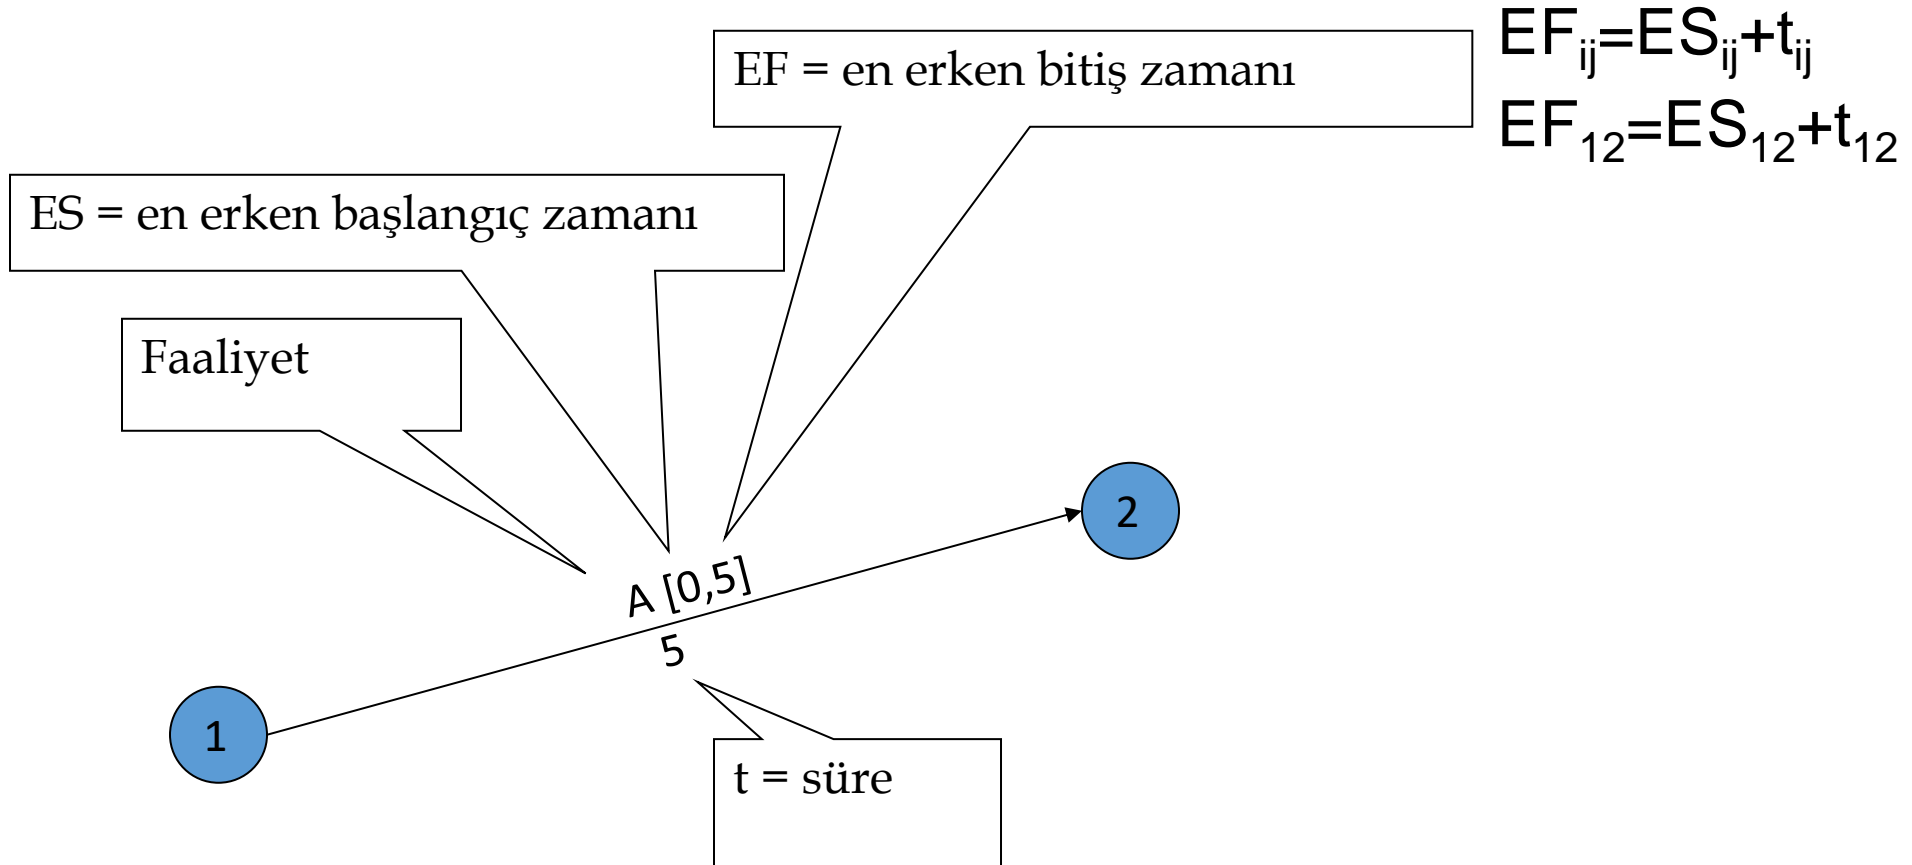 EF = en erken bitiş zamanı
EFij=ESij+tij
EF12=ES12+t12
ES = en erken başlangıç zamanı
Faaliyet
2
A [0,5]
5
1
t = süre